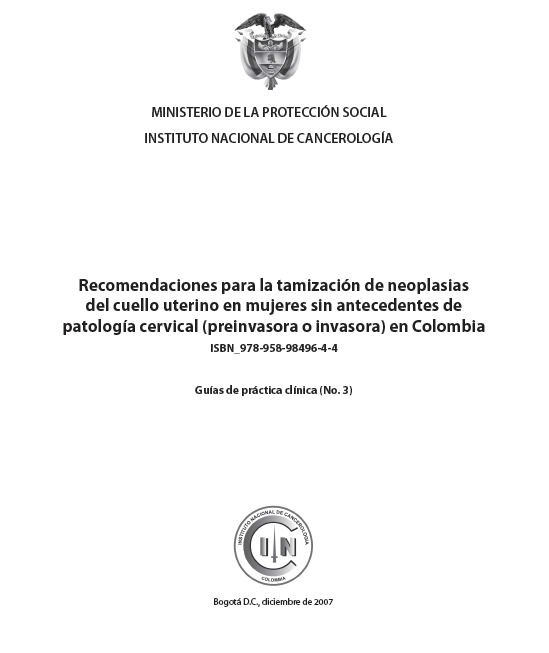 MINISTERIO DE LA PROTECCIÓN SOCIAL
INSTITUTO NACIONAL DE CANCEROLOGÍA
Recomendaciones para la tamización de neoplasias
del cuello uterino en mujeres sin antecedentes de
patología cervical (preinvasora o invasora) en Colombia
ISBN_978-958-98496-4-4
Guías de práctica clínica (No. 3)
INSTITUTO NACIONAL DE CANCEROLOGÍA
C
I N
COLOMBIA
Bogotá D.C., diciembre de 2007